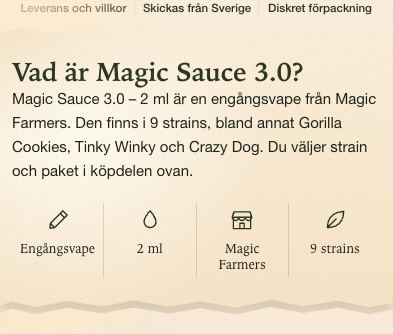 Leverans och villkor
Skickas från Sverige
Diskret förpackning
Vad är Magic Sauce 3.0?
Magic Sauce 3.0 – 2 ml är en engångsvape från Magic
Farmers. Den finns i 9 strains, bland annat Gorilla
Cookies, Tinky Winky och Crazy Dog. Du väljer strain
och paket i köpdelen ovan.
Engångsvape
2 ml
Magic
Farmers
9 strains